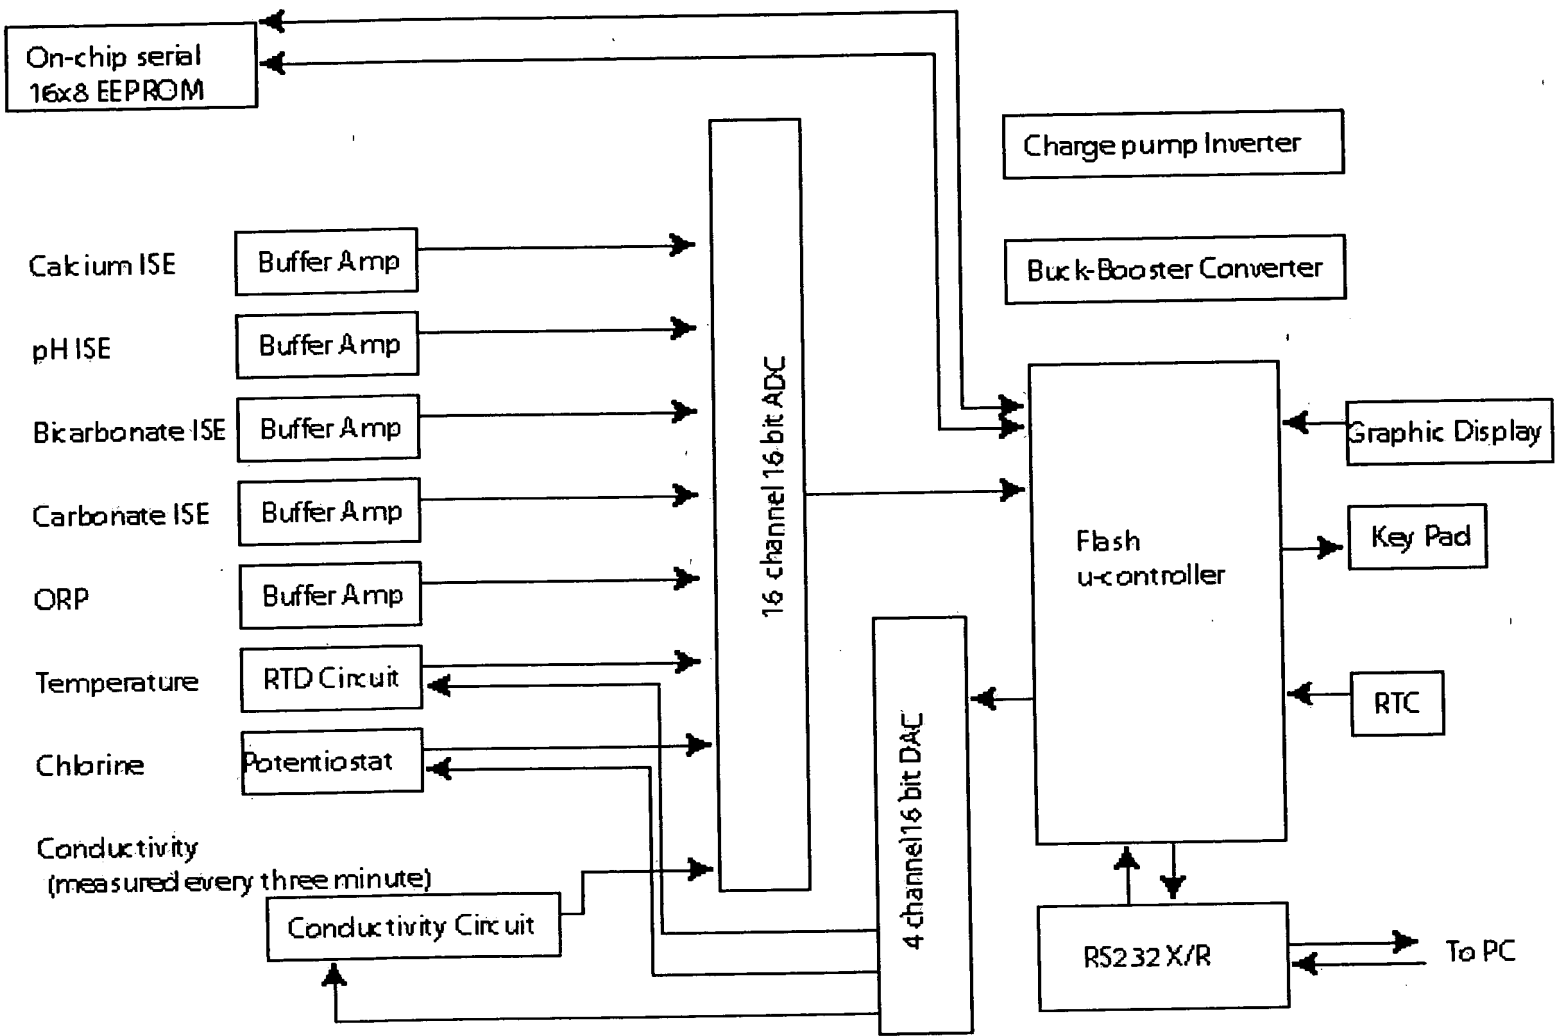 On-chip serial
16x8 EEPROM
Charge pump Inverter
Buck-Booster Converter
Calcium ISE
Buffer Amp
pH ISE
Buffer Amp
Bicarbonate ISE
Buffer Amp
Carbonate ISE
Buffer Amp
ORP
Buffer Amp
Temperature
RTD Circuit
Chlorine
Potentiostat
Conductivity
(measured every three minute)
Conductivity Circuit
16 channel 16 bit ADC
4 channel16 bit DAC
Flash
u-controller
Graphic Display
Key Pad
RTC
RS232 X/R
To PC